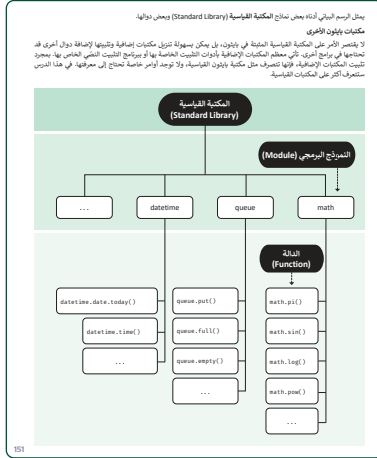 يمثل الرسم البياني أدناه بعض نماذج المكتبة القياسية (Standard Library) وبعض دوالها.
مكتبات بايثون الأخرى
لا يقتصر الأمر على المكتبة القياسية المثبتة في بايثون، بل يمكن بسهولة تنزيل مكتبات إضافية وتثبيتها لإضافة دوال أخرى قد
تحتاجها في برامج أخرى. تأتي معظم المكتبات الإضافية بأدوات التثبيت الخاصة بها أو ببرنامج التثبيت النصّي الخاص بها. بمجرد
تثبيت المكتبات الإضافية، فإنها تتصرف مثل مكتبة بايثون القياسية، ولا توجد أوامر خاصة تحتاج إلى معرفتها. في هذا الدرس
ستتعرف أكثر على المكتبات القياسية.
المكتبة القياسية
(Standard Library)
النموذج البرمجي (Module)
math
queue
datetime
...
الدالة
(Function)
math.pi()
math.sin()
math.log()
math.pow()
...
queue.put()
queue.full()
queue.empty()
...
datetime.date.today()
datetime.time()
...
151